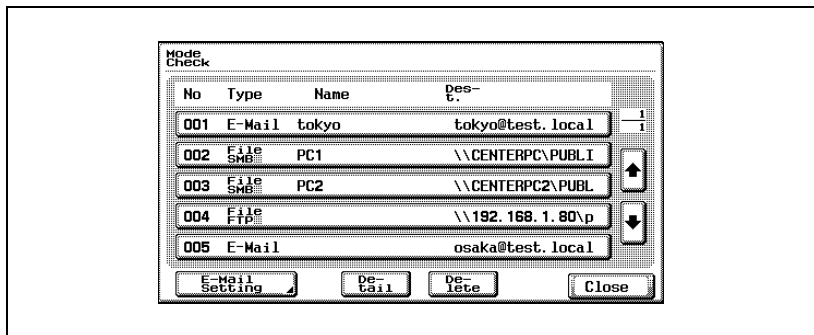 Mode
Check
No Type Name Des-
t.
001 E-Mail tokyo tokyo@test.local
1
1
002 File
SMB PC1 \\CENTERPC\PUBLI
003 File
SMB PC2 \\CENTERPC2\PUBL
004 File
FTP \\192.168.1.80\p
005 E-Mail osaka@test.local
E-Mail
Setting
De-
tail
De-
lete
Close